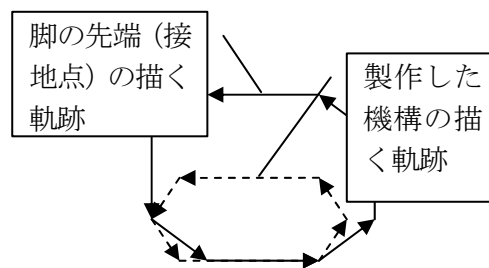 脚の先端（接
地点）の描く
軌跡
製作した
機構の描
く軌跡